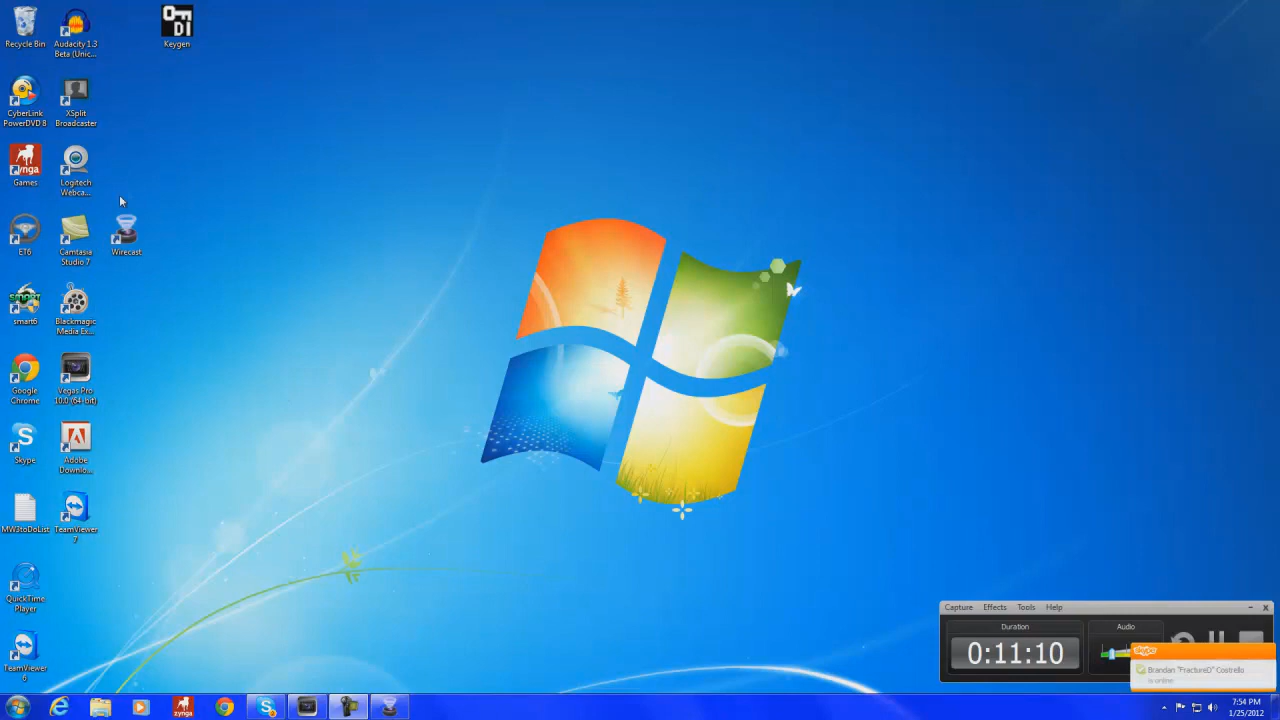 Recycle Bin
Audacity 1.3
Beta (Unic...
OFDI
Keygen
CyberLink
PowerDVD 8
XSplit
Broadcaster
zynga
Games
Logitech
Webca...
ET6
Camtasia
Studio 7
Wirecast
SMART
smart6
Blackmagic
Media Ex...
Google
Chrome
Vegas Pro
10.0 (64-bit)
Skype
Adobe
Downlo...
MW3toDoList
TeamViewer
7
QuickTime
Player
TeamViewer
6
Capture Effects Tools Help
Duration
Audio
0:11:10
skype
Brandan "FractureD" Costrello
is online
zynga
7:54 PM
1/25/2012